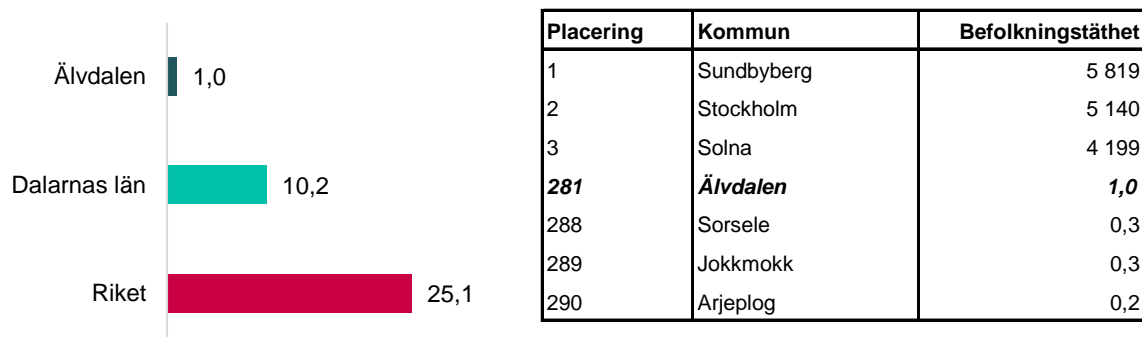 Älvdalen 1,0
Dalarnas län 10,2
Riket 25,1
Placering Kommun Befolkningstäthet
1 Sundbyberg 5 819
2 Stockholm 5 140
3 Solna 4 199
281 Älvdalen 1,0
288 Sorsele 0,3
289 Jokkmokk 0,3
290 Arjeplog 0,2